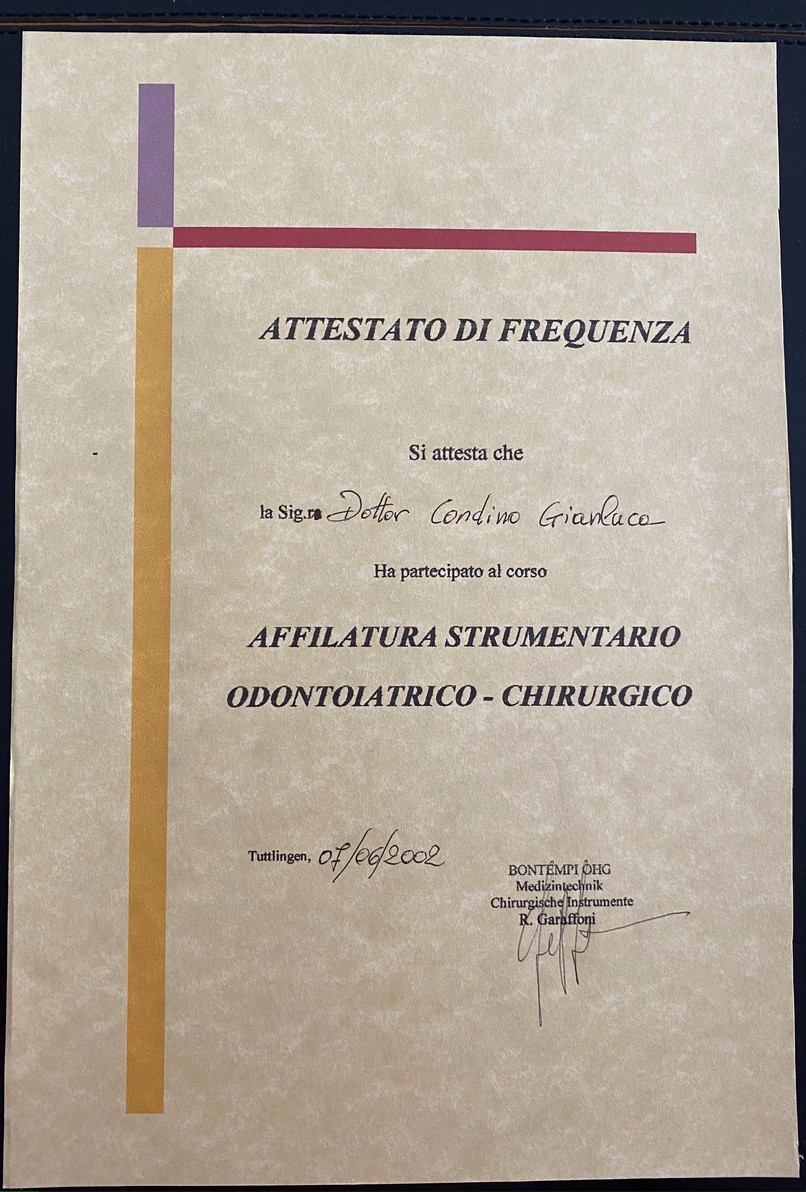 ATTESTATO DI FREQUENZA
Si attesta che
la Sig.ra Dottor Condino Gianluca
Ha partecipato al corso
AFFILATURA STRUMENTARIO
ODONTOIATRICO - CHIRURGICO
Tuttlingen, 07/06/2002
BONTEMPI OHG
Medizintechnik
Chirurgische Instrumente
R. Garaffoni